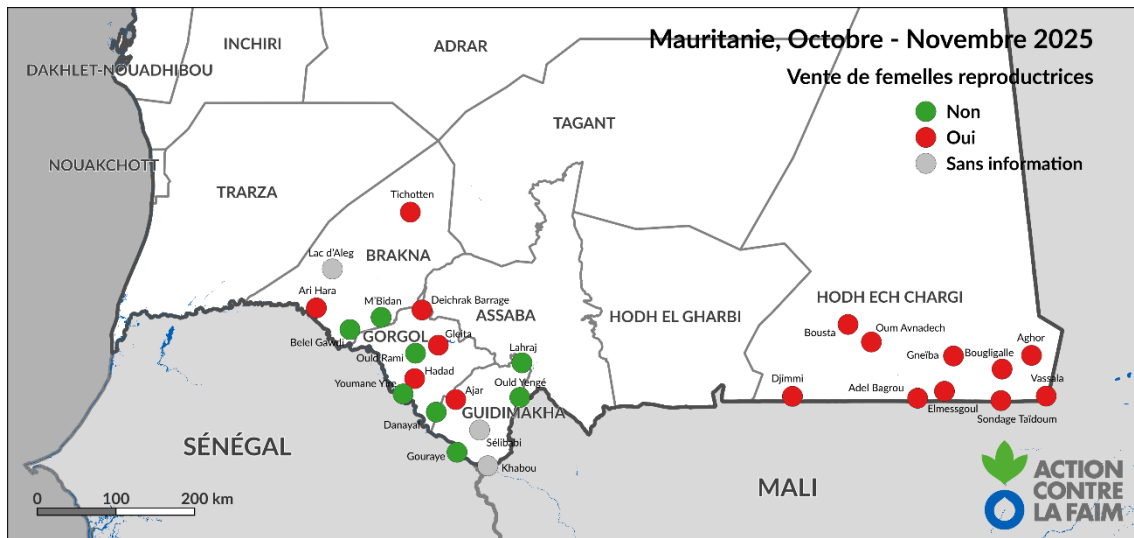 Mauritanie, Octobre - Novembre 2025
Vente de femelles reproductrices
Non
Oui
Sans information
INCHIRI
ADRAR
DAKHLET-NOUADHIBOU
TAGANT
NOUAKCHOTT
TRARZA
Tichotten
Lac d'Aleg
BRAKNA
Ari Hara
M'Bidan
Deichrak Barrage
ASSABA
HODH EL GHARBI
HODH ECH CHARGI
Belel Gawdi
GORGOL
Gleita
Bousta
Oum Avnadech
Ould Rami
Lahraj
Gneïba
Bougligalle
Aghor
Youmane Yire
Hadad
Ould Yengé
Djimmi
Adel Bagrou
Vassala
Ajar
Elmessgoul
Danayal
GUIDIMAKHA
Sondage Taïdoum
Sélibabi
SÉNÉGAL
Gouraye
Khabou
MALI
0 100 200 km
ACTION
CONTRE
LA FAIM